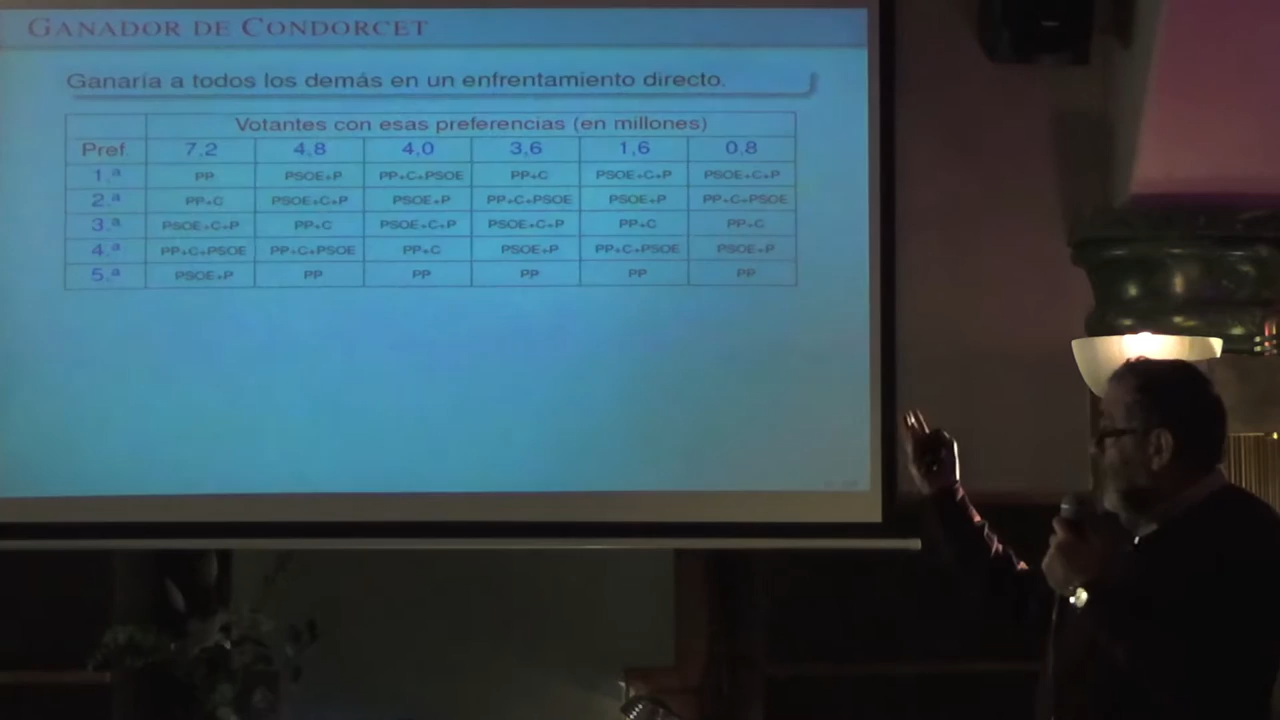 GANADOR DE CONDORCET
Ganaría a todos los demás en un enfrentamiento directo.
Votantes con esas preferencias (en millones)
Pref. 7,2 4,8 4,0 3,6 1,6 0,8
1.ª PP PSOE+P PP+C+PSOE PP+C PSOE+C+P PSOE+C+P
2.ª PP+C PSOE+C+P PSOE+P PP+C+PSOE PSOE+P PP+C+PSOE
3.ª PSOE+C+P PP+C PSOE+C+P PSOE+C+P PP+C PP+C
4.ª PP+C+PSOE PP+C+PSOE PP+C PSOE+P PP+C+PSOE PSOE+P
5.ª PSOE+P PP PP PP PP PP